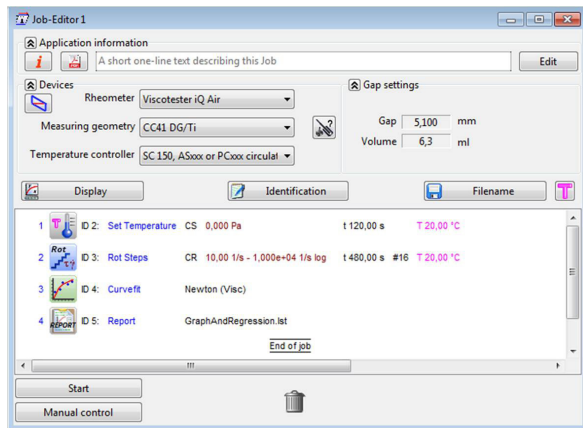 Job-Editor 1
Application information
A short one-line text describing this Job
Edit
Devices
Rheometer Viscotester iQ Air
Measuring geometry CC41 DG/Ti
Temperature controller SC 150, ASxxx or PCxxx circulat
Gap settings
Gap 5,100 mm
Volume 6,3 ml
Display Identification Filename T
1 T ID 2: Set Temperature CS 0,000 Pa t 120,00 s T 20,00 °C
2 Rot ID 3: Rot Steps CR 10,00 1/s - 1,000e+04 1/s log t 480,00 s #16 T 20,00 °C
3 ID 4: Curvefit Newton (Visc)
4 REPORT ID 5: Report GraphAndRegression.lst
End of job
Start
Manual control